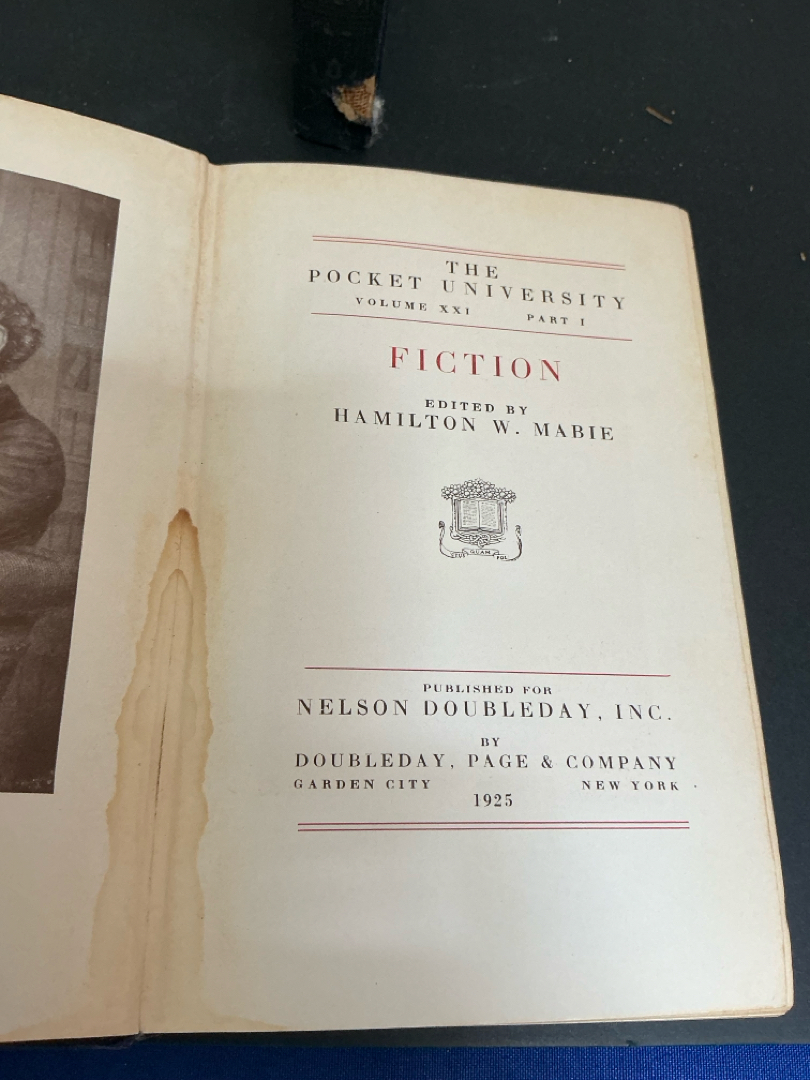 THE
POCKET UNIVERSITY
VOLUME XXI PART I
FICTION
EDITED BY
HAMILTON W. MABIE
QUAM
PUBLISHED FOR
NELSON DOUBLEDAY, INC.
BY
DOUBLEDAY, PAGE & COMPANY
GARDEN CITY NEW YORK
1925